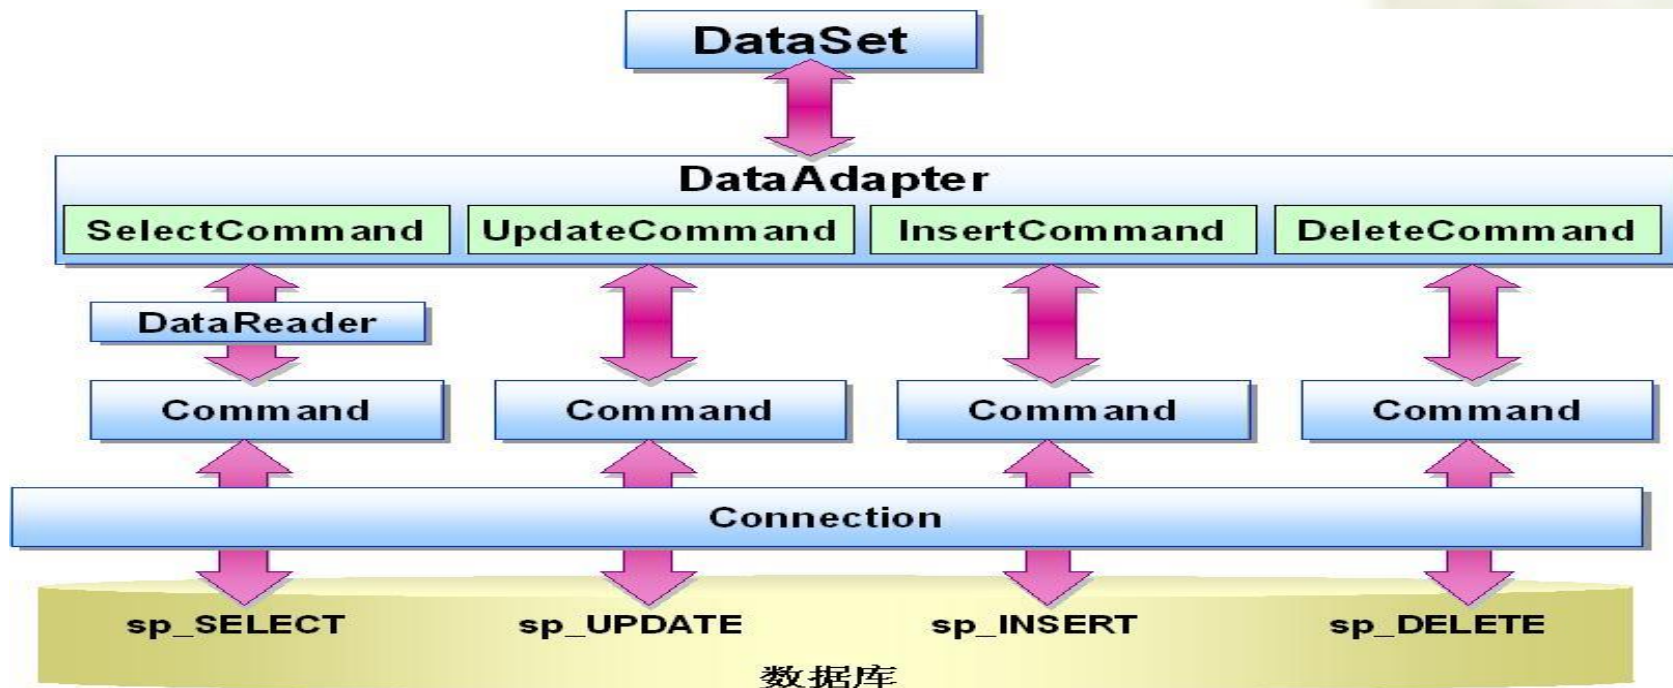 DataSet
DataAdapter
SelectCommand UpdateCommand InsertCommand DeleteCommand
DataReader
Command Command Command Command
Connection
sp_SELECT sp_UPDATE sp_INSERT sp_DELETE
数据库